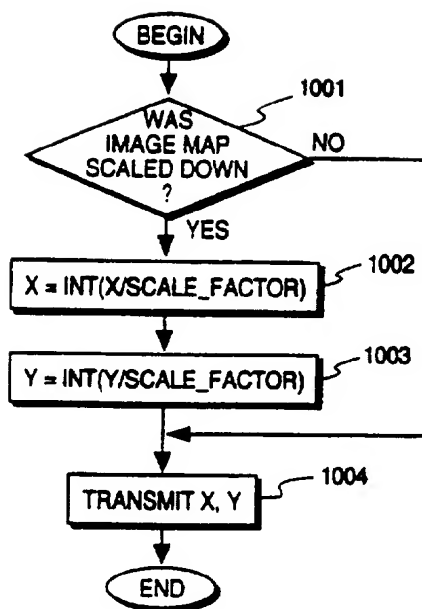 BEGIN
1001
WAS
IMAGE MAP
SCALED DOWN
?
NO
YES
1002
X = INT(X/SCALE_FACTOR)
1003
Y = INT(Y/SCALE_FACTOR)
1004
TRANSMIT X, Y
END